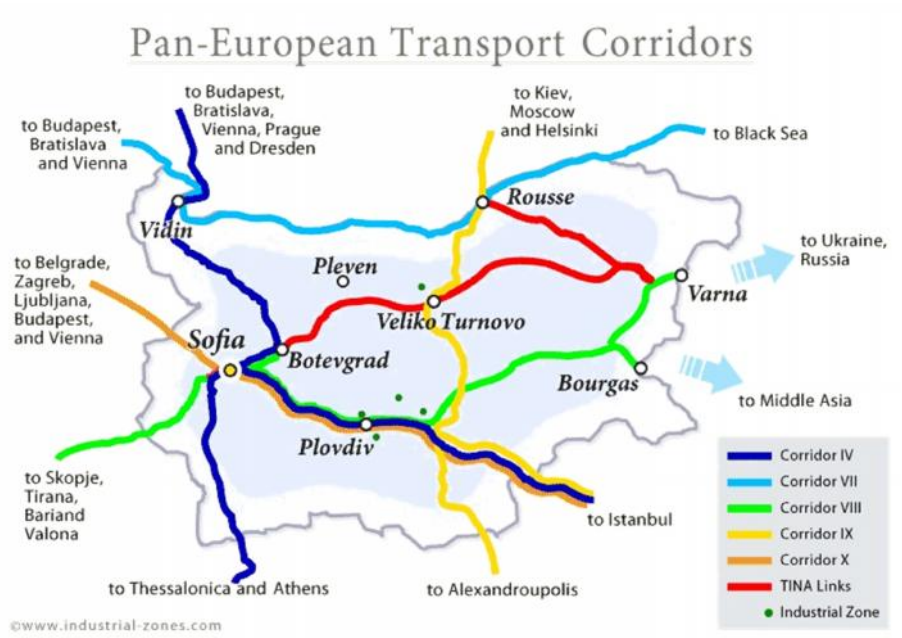 Pan-European Transport Corridors
to Budapest,
Bratislava,
Vienna, Prague
and Dresden
to Kiev,
Moscow
and Helsinki
to Budapest,
Bratislava
and Vienna
to Black Sea
Rousse
Vidin
to Ukraine,
Russia
to Belgrade,
Zagreb,
Ljubljana,
Budapest,
and Vienna
Pleven
Varna
Veliko Turnovo
Sofia
Botevgrad
Bourgas
to Middle Asia
Plovdiv
to Skopje,
Tirana,
Bariand
Valona
to Istanbul
to Thessalonica and Athens
to Alexandroupolis
Corridor IV
Corridor VII
Corridor VIII
Corridor IX
Corridor X
TINA Links
Industrial Zone
©www.industrial-zones.com